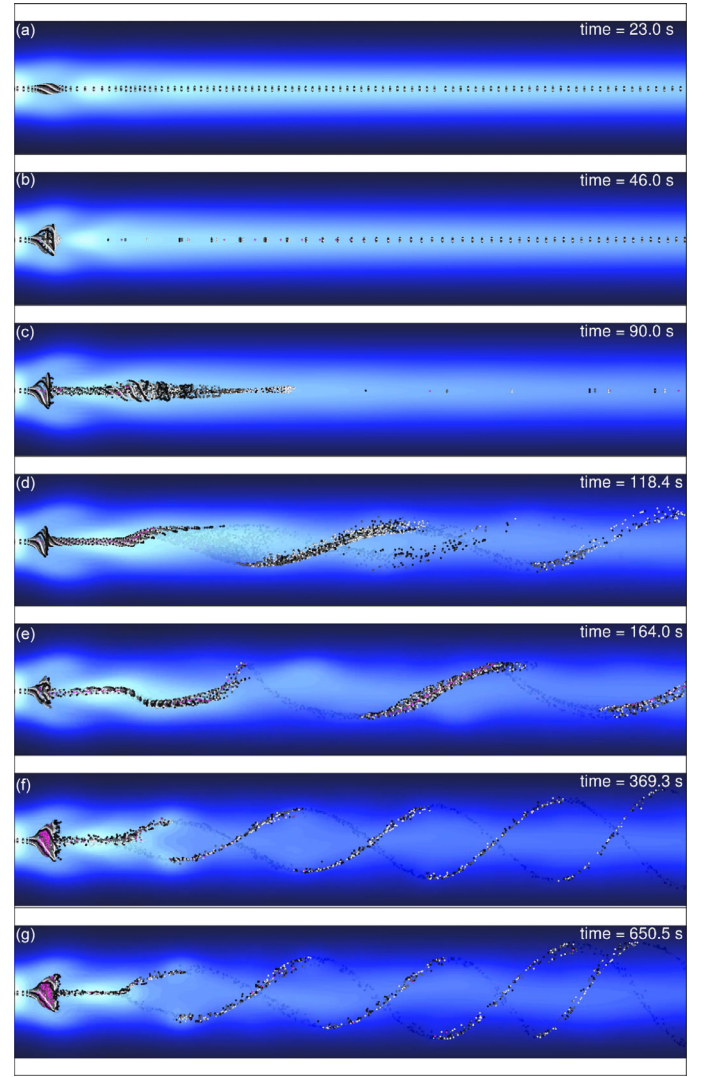 (a) time = 23.0 s
(b) time = 46.0 s
(c) time = 90.0 s
(d) time = 118.4 s
(e) time = 164.0 s
(f) time = 369.3 s
(g) time = 650.5 s